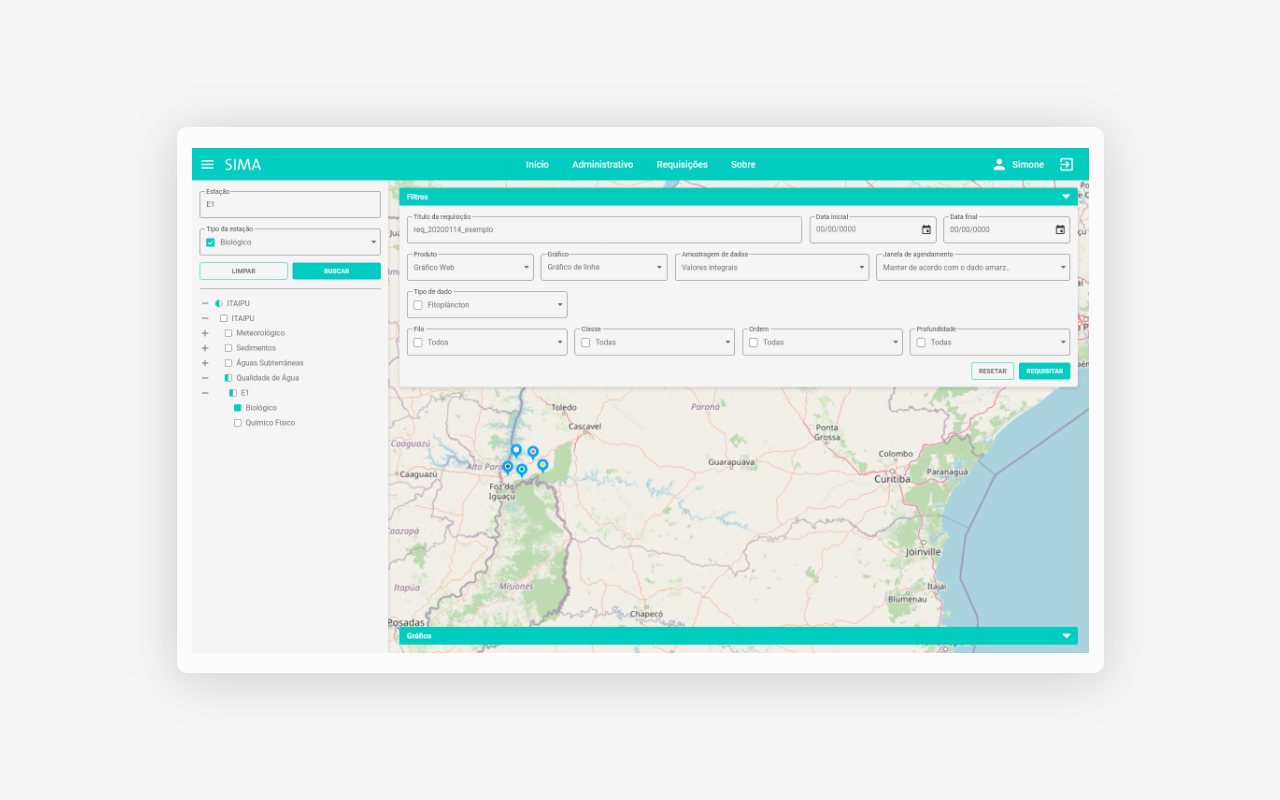 SIMA
Início Administrativo Requisições Sobre
Simone
Estação
E1
Tipo da estação
Biológico
LIMPAR BUSCAR
ITAIPU
ITAIPU
Meteorológico
Sedimentos
Águas Subterrâneas
Qualidade de Água
E1
Biológico
Químico Físico
Filtros
Título da requisição
req_20200114_exemplo
Data inicial
00/00/0000
Data final
00/00/0000
Produto
Gráfico Web
Gráfico
Gráfico de linha
Amostragem de dados
Valores integrais
Janela de agendamento
Manter de acordo com o dado amarz..
Tipo de dado
Fitoplâncton
Filo
Todos
Classe
Todas
Ordem
Todas
Profundidade
Todas
RESETAR REQUISITAR
Toledo
Cascavel
Paraná
Ponta
Grossa
Caaguazú
Alto Para
Caaguazú
Foz do
Iguaçu
Guarapuava
Colombo
Curitiba
Paranaguá
Caazapá
Joinville
Itapúa
Misiones
Itajaí
Blumenau
Chapecó
Posadas
Gráfico